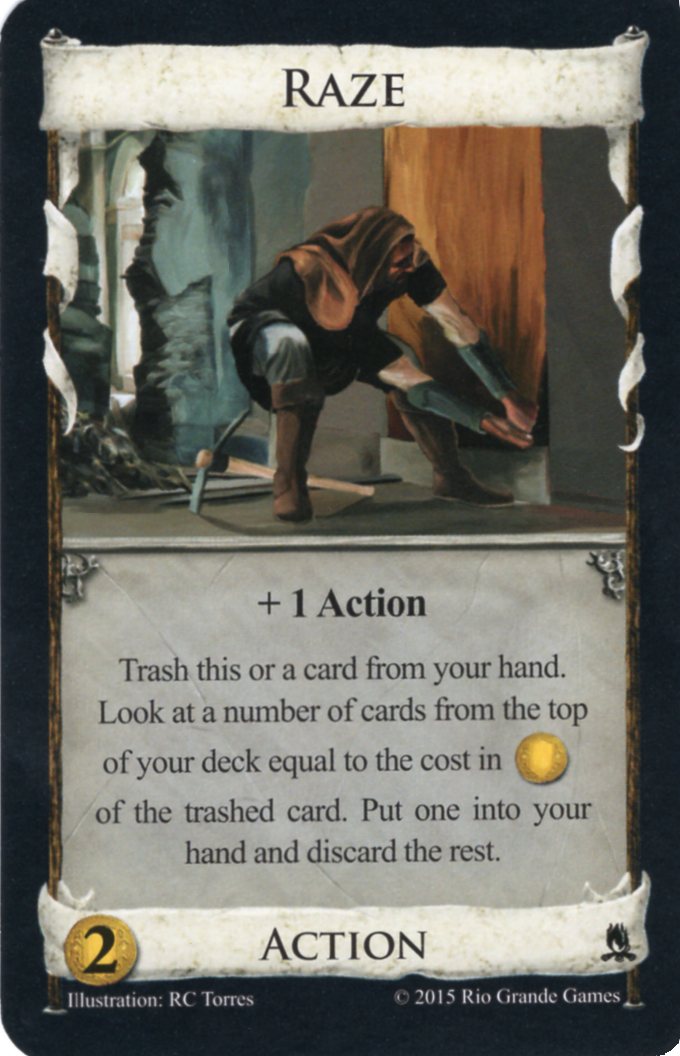 RAZE
+ 1 Action
Trash this or a card from your hand.
Look at a number of cards from the top
of your deck equal to the cost in
of the trashed card. Put one into your
hand and discard the rest.
2
ACTION
Illustration: RC Torres
© 2015 Rio Grande Games